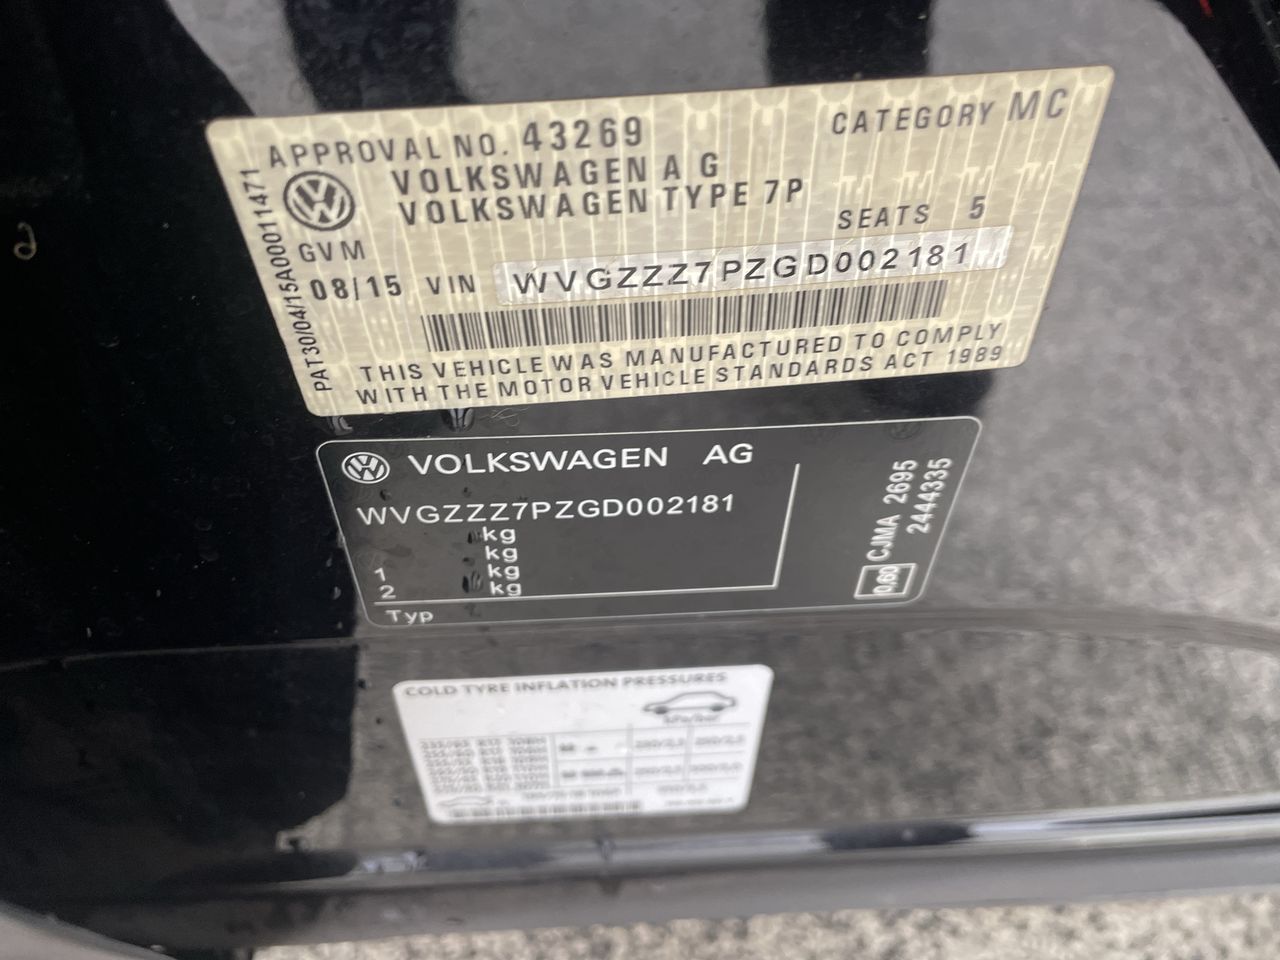 APPROVAL NO. 43269
CATEGORY MC
VOLKSWAGEN AG
VOLKSWAGEN TYPE 7P
SEATS 5
GVM
08/15 VIN WVGZZZ7PZGD002181
THIS VEHICLE WAS MANUFACTURED TO COMPLY
WITH THE MOTOR VEHICLE STANDARDS ACT 1989
PAT30/04/15A00011471
VOLKSWAGEN AG
WVGZZZ7PZGD002181
kg
kg
1 kg
2 kg
Typ
0,60 CJMA 2695
2444335
COLD TYRE INFLATION PRESSURES